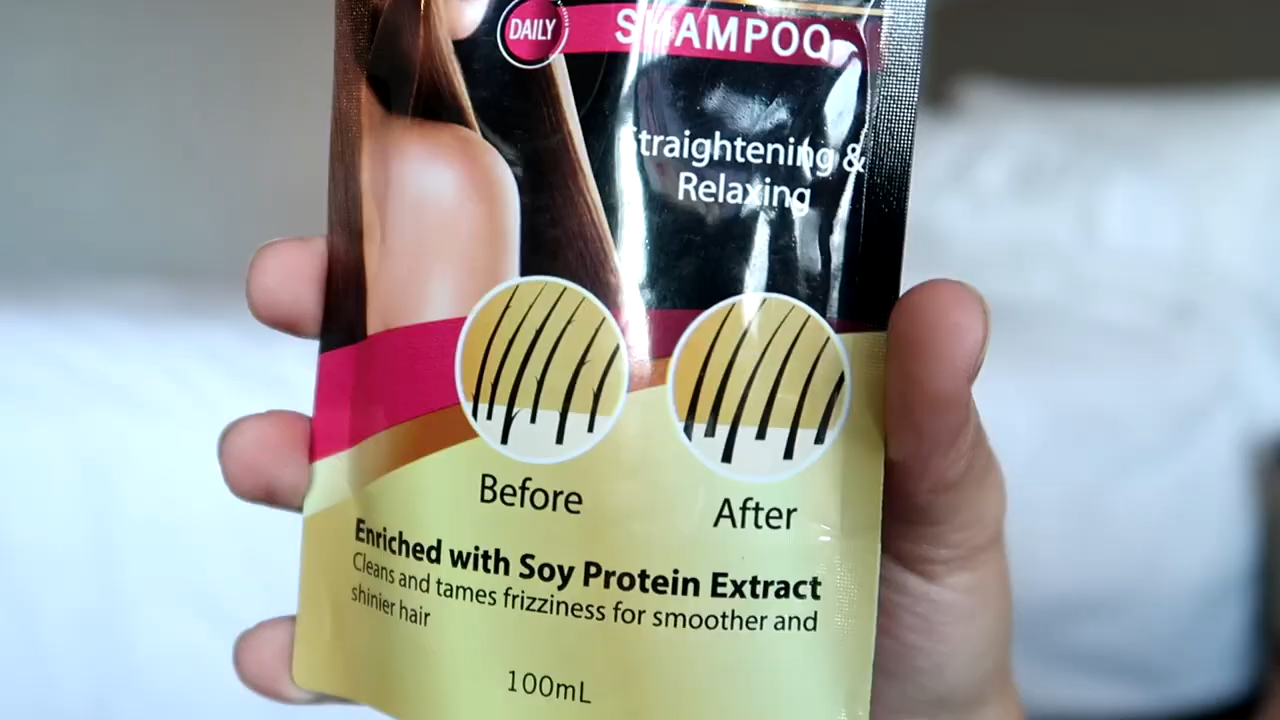 DAILY
SHAMPOO
Straightening &
Relaxing
Before
After
Enriched with Soy Protein Extract
Cleans and tames frizziness for smoother and
shinier hair
100mL